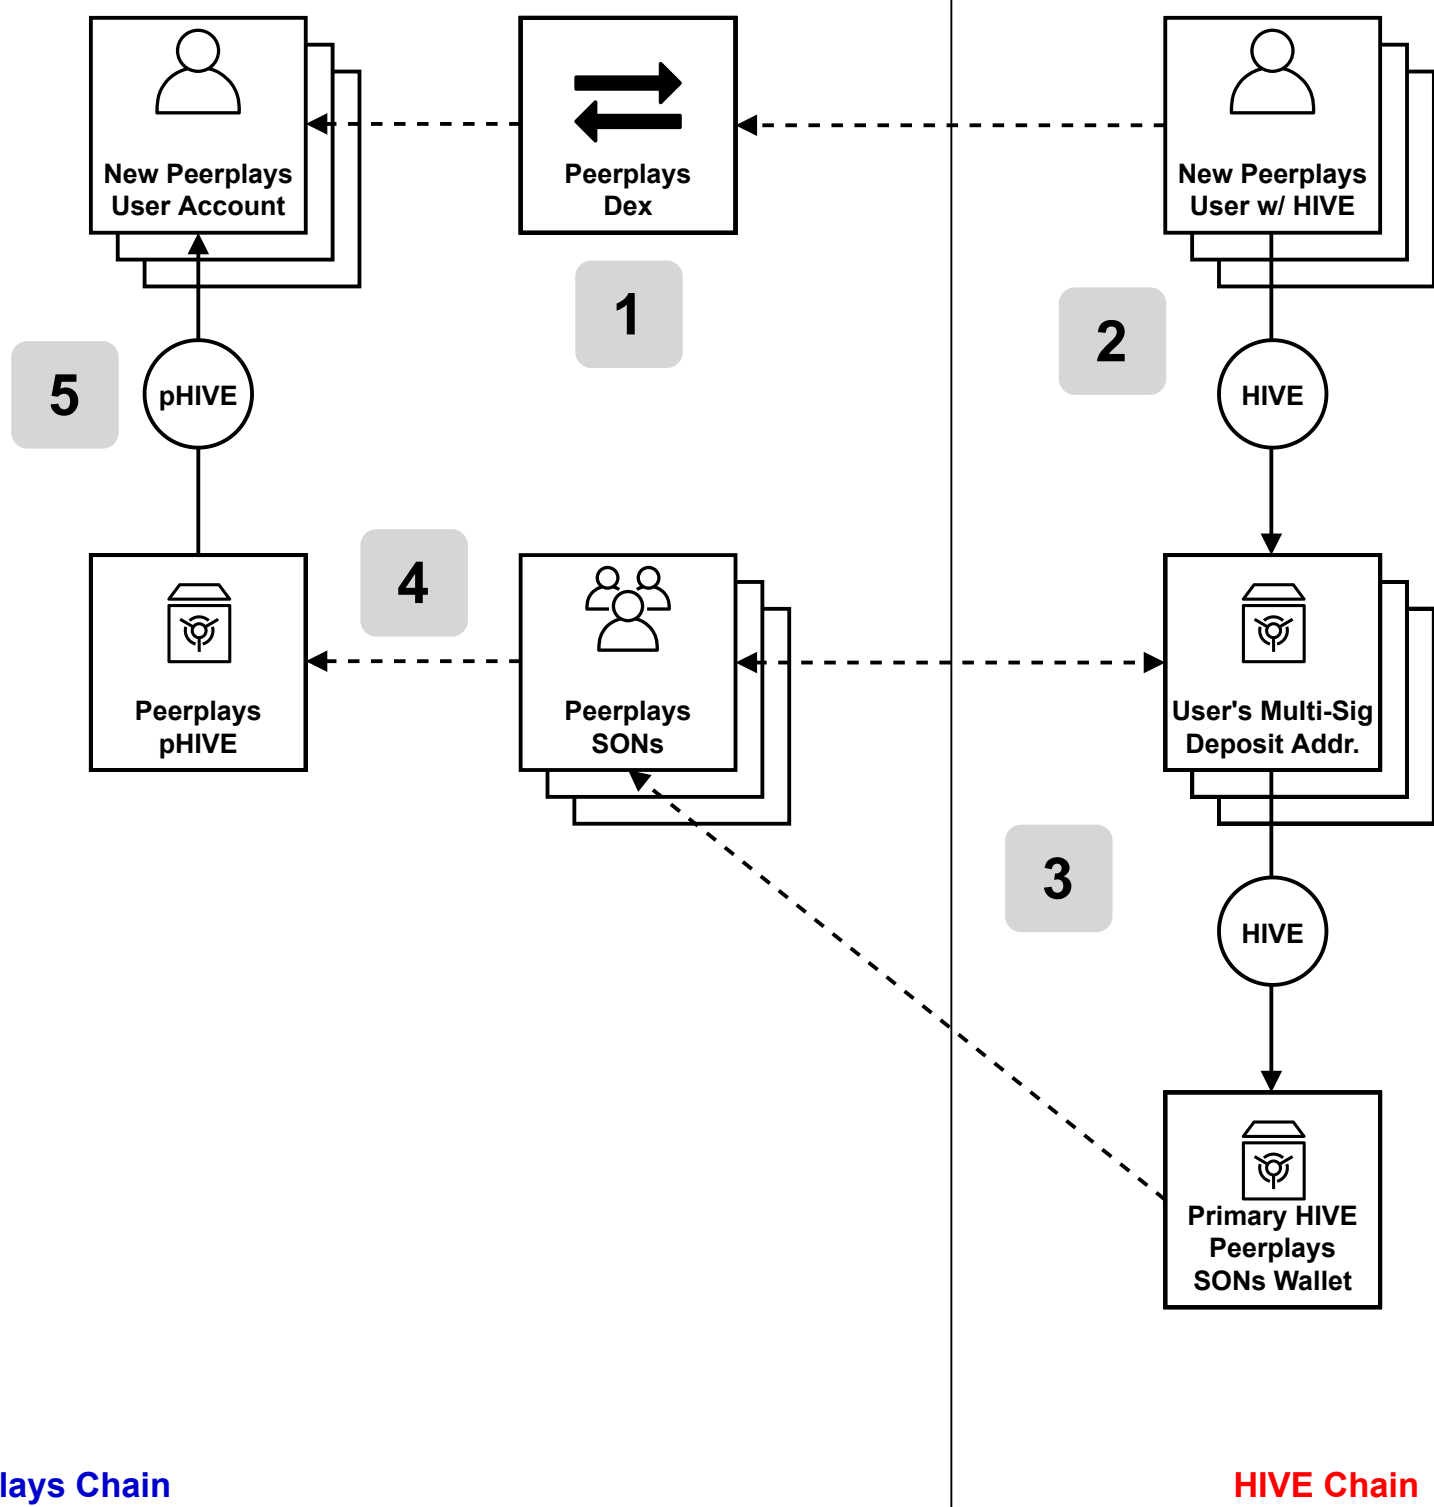 New Peerplays
User Account
Peerplays
Dex
New Peerplays
User w/ HIVE
1
2
5
pHIVE
HIVE
4
Peerplays
pHIVE
Peerplays
SONs
User's Multi-Sig
Deposit Addr.
3
HIVE
Primary HIVE
Peerplays
SONs Wallet
lays Chain
HIVE Chain